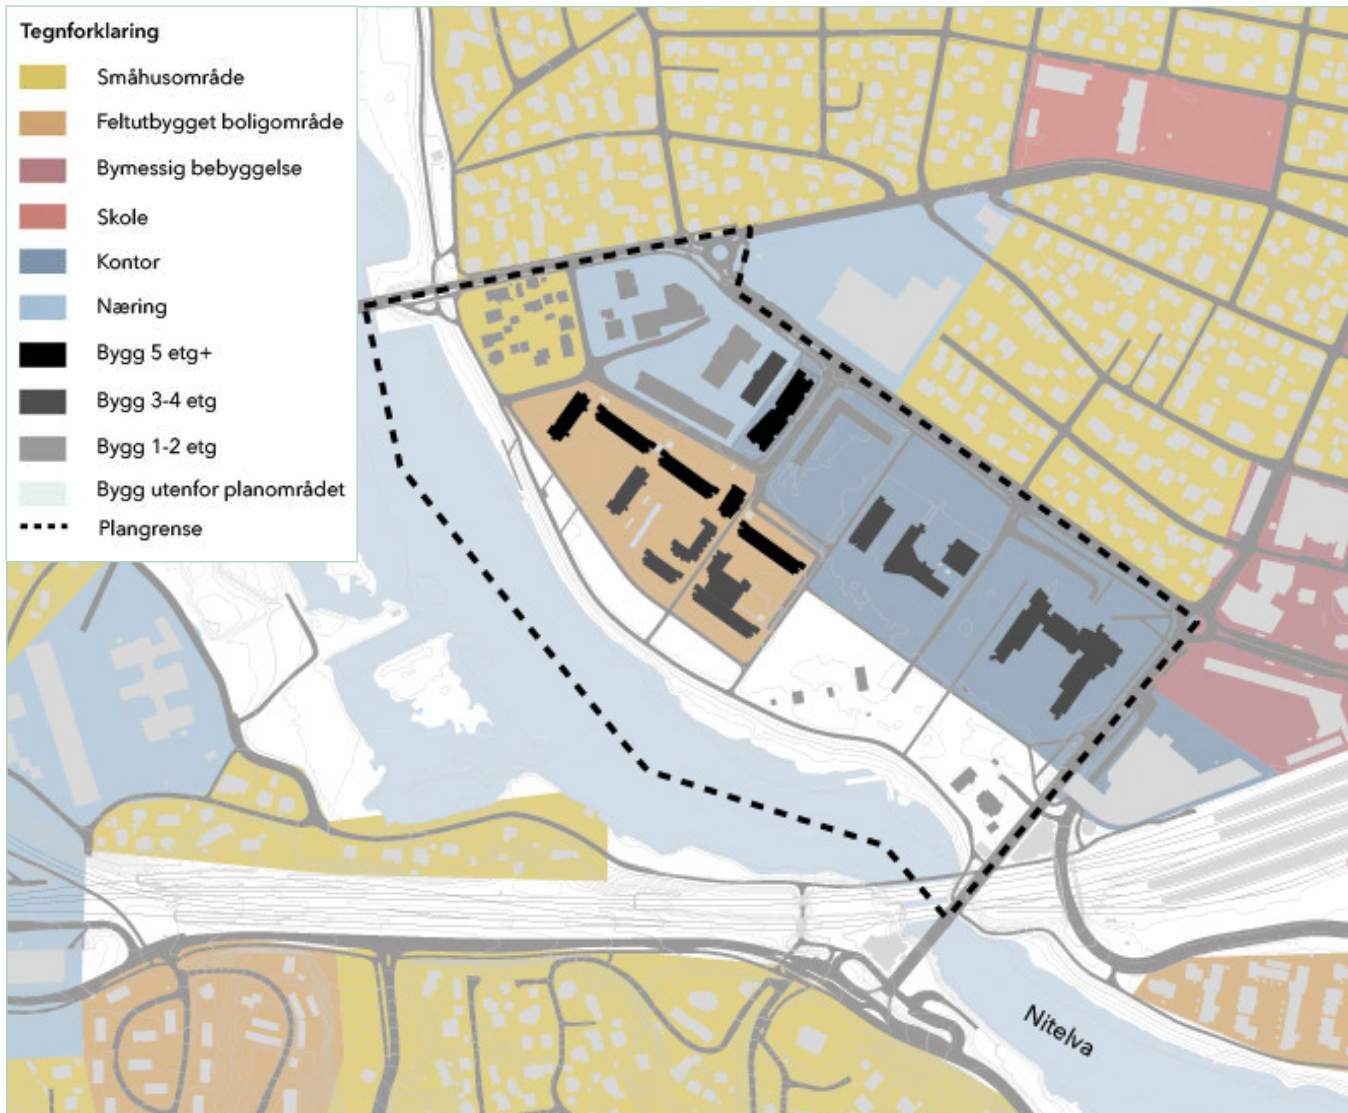 Tegnforklaring
Småhusområde
Feltutbygget boligområde
Bymessig bebyggelse
Skole
Kontor
Næring
Bygg 5 etg+
Bygg 3-4 etg
Bygg 1-2 etg
Bygg utenfor planområdet
Plangrense
Nitelva